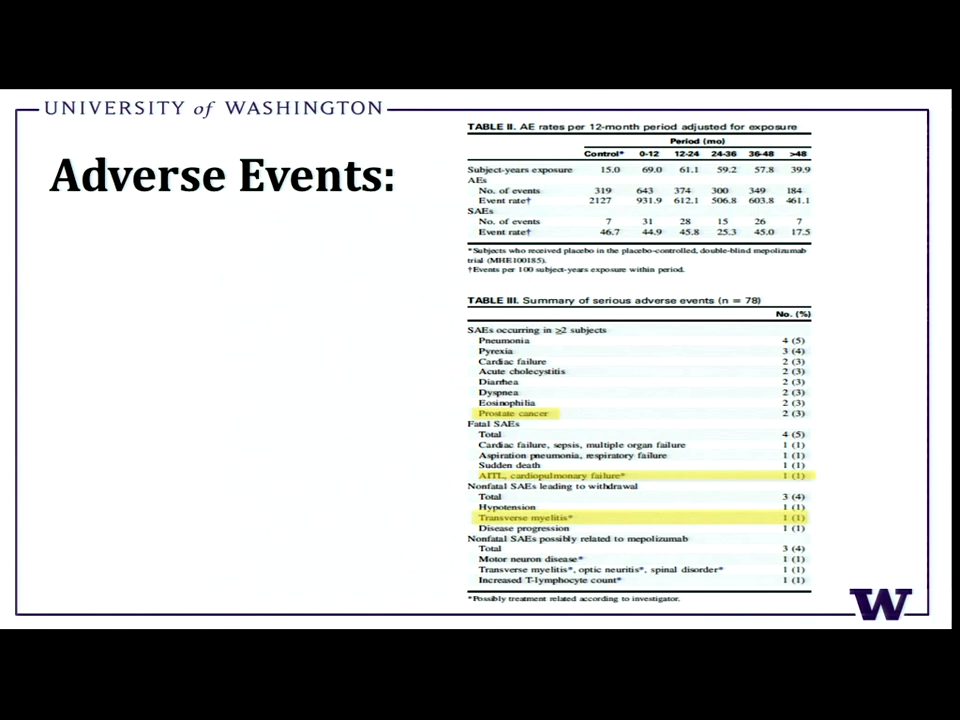 UNIVERSITY of WASHINGTON
Adverse Events:
TABLE II. AE rates per 12-month period adjusted for exposure
Period (mo)
Control* 0-12 12-24 24-36 36-48 >48
Subject-years exposure 15.0 69.0 61.1 59.2 57.8 39.9
AEs
No. of events 319 643 374 300 349 184
Event rate† 2127 931.9 612.1 506.8 603.8 461.1
SAEs
No. of events 7 31 28 15 26 7
Event rate† 46.7 44.9 45.8 25.3 45.0 17.5
*Subjects who received placebo in the placebo-controlled, double-blind mepolizumab
trial (MHE100185).
†Events per 100 subject-years exposure within period.
TABLE III. Summary of serious adverse events (n = 78)
No. (%)
SAEs occurring in ≥2 subjects
Pneumonia 4 (5)
Pyrexia 3 (4)
Cardiac failure 2 (3)
Acute cholecystitis 2 (3)
Diarrhea 2 (3)
Dyspnea 2 (3)
Eosinophilia 2 (3)
Prostate cancer 2 (3)
Fatal SAEs
Total 4 (5)
Cardiac failure, sepsis, multiple organ failure 1 (1)
Aspiration pneumonia, respiratory failure 1 (1)
Sudden death 1 (1)
AITL, cardiopulmonary failure* 1 (1)
Nonfatal SAEs leading to withdrawal
Total 3 (4)
Hypotension 1 (1)
Transverse myelitis* 1 (1)
Disease progression 1 (1)
Nonfatal SAEs possibly related to mepolizumab
Total 3 (4)
Motor neuron disease* 1 (1)
Transverse myelitis*, optic neuritis*, spinal disorder* 1 (1)
Increased T-lymphocyte count* 1 (1)
*Possibly treatment related according to investigator.
W